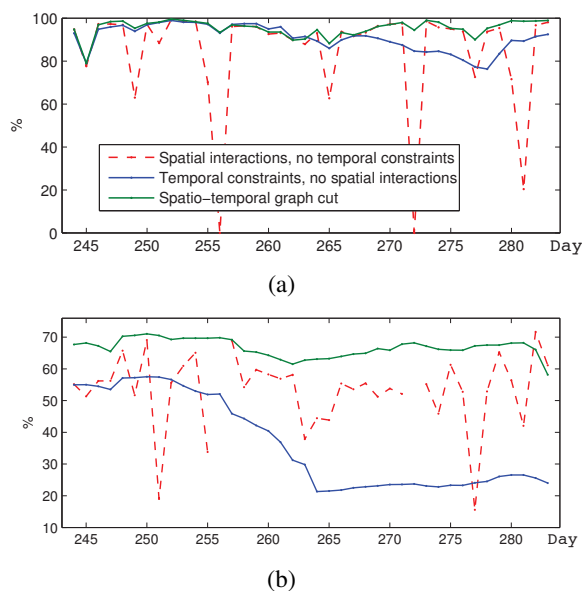 100
80
60
%
40
20
0
Spatial interactions, no temporal constraints
Temporal constraints, no spatial interactions
Spatio-temporal graph cut
245 250 255 260 265 270 275 280 Day
(a)
70
60
50
%
40
30
20
10
245 250 255 260 265 270 275 280 Day
(b)